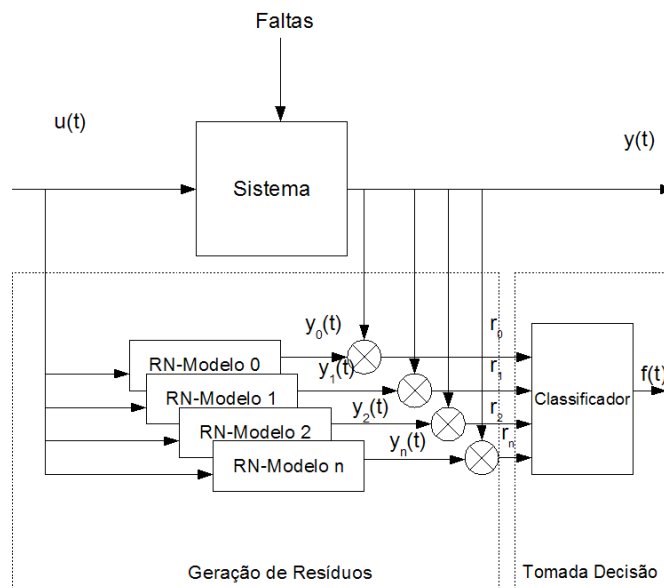 Faltas
u(t)
y(t)
Sistema
y₀(t)
r₀
RN-Modelo 0
y₁(t)
r₁
f(t)
RN-Modelo 1
Classificador
y₂(t)
r₂
RN-Modelo 2
yₙ(t)
rₙ
RN-Modelo n
Geração de Resíduos
Tomada Decisão